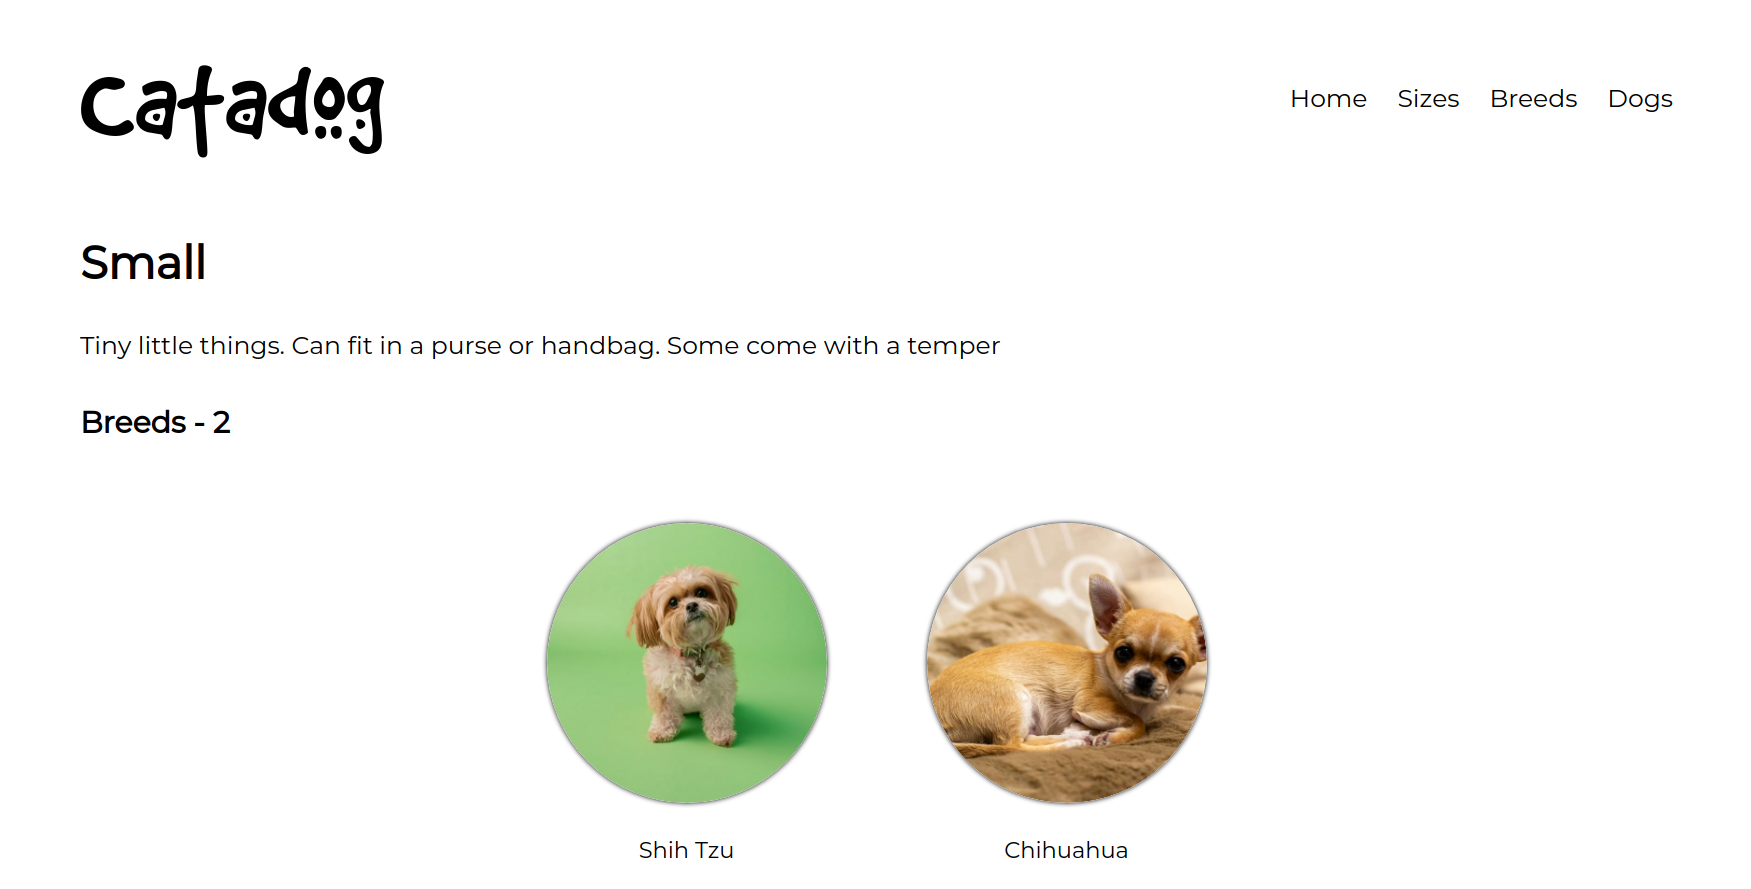 Catadog
Home Sizes Breeds Dogs
Small
Tiny little things. Can fit in a purse or handbag. Some come with a temper
Breeds - 2
Shih Tzu Chihuahua